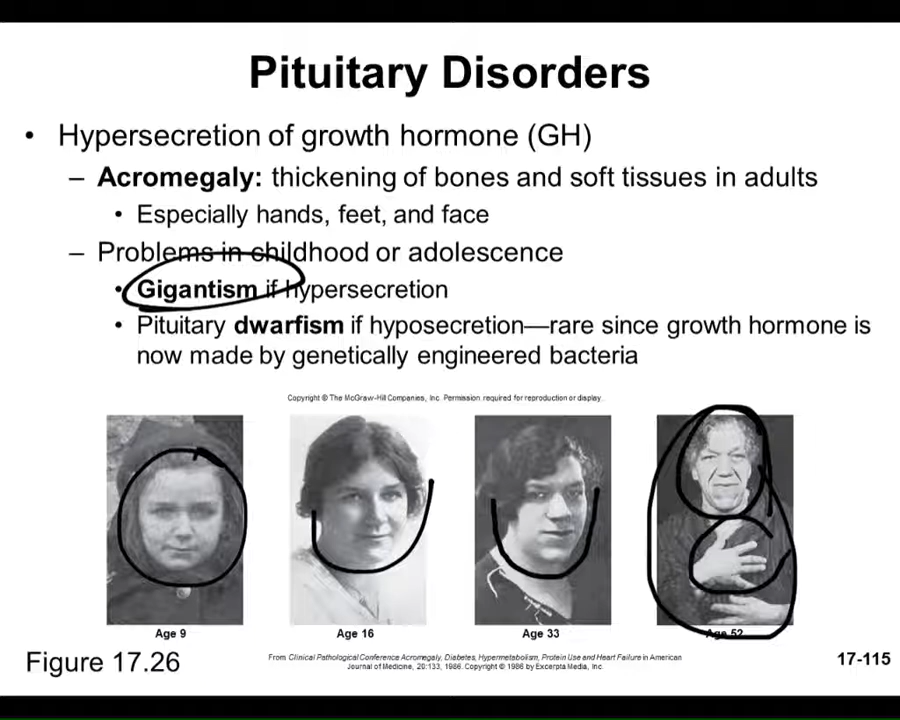 Pituitary Disorders
• Hypersecretion of growth hormone (GH)
– Acromegaly: thickening of bones and soft tissues in adults
• Especially hands, feet, and face
– Problems in childhood or adolescence
• Gigantism if hypersecretion
• Pituitary dwarfism if hyposecretion—rare since growth hormone is
now made by genetically engineered bacteria
Copyright © The McGraw-Hill Companies, Inc. Permission required for reproduction or display.
Age 9
Age 16
Age 33
Age 52
Figure 17.26
From Clinical Pathological Conference Acromegaly, Diabetes, Hypermetabolism, Protein Use and Heart Failure in American
Journal of Medicine, 20:133, 1986. Copyright © 1986 by Excerpta Media, Inc.
17-115